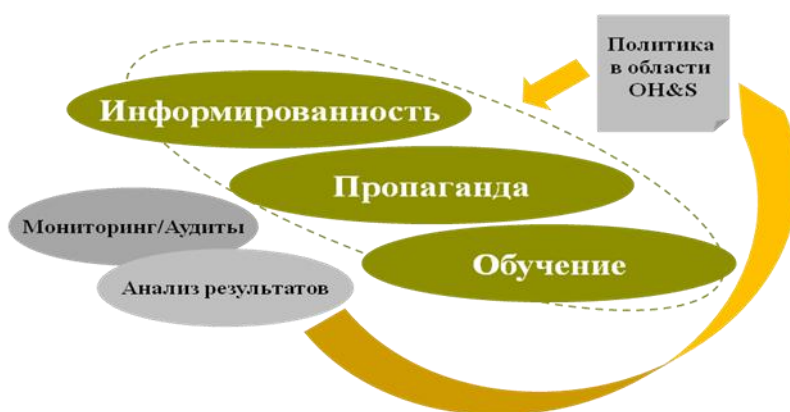 Политика
в области
OH&S
Информированность
Пропаганда
Мониторинг/Аудиты
Обучение
Анализ результатов